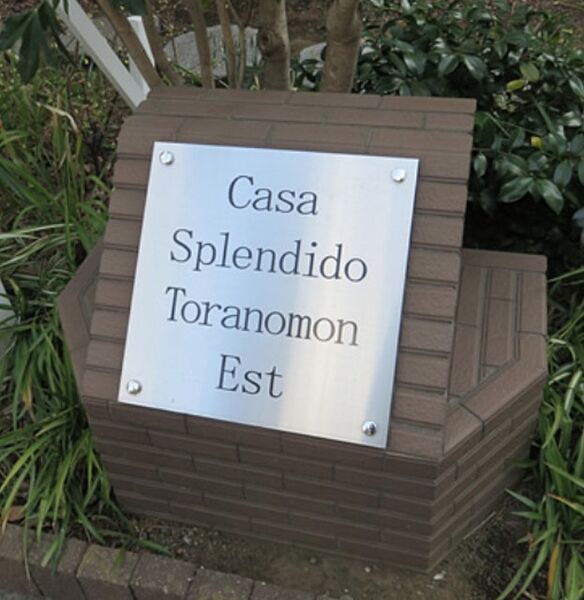 Casa
Splendido
Toranomon
Est